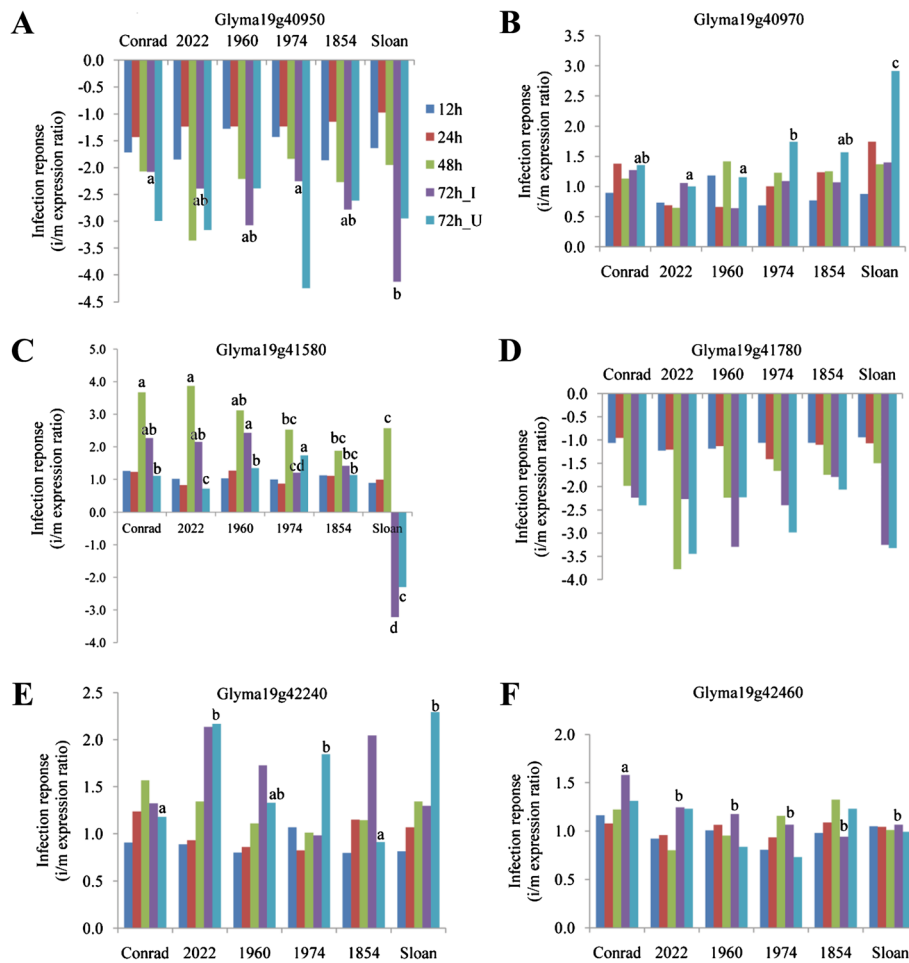 A
Glyma19g40950
Conrad 2022 1960 1974 1854 Sloan
0.0
-0.5
-1.0
-1.5
-2.0
-2.5
-3.0
-3.5
-4.0
-4.5
Infection reponse
(i/m expression ratio)
a ab ab a ab b
12h
24h
48h
72h_I
72h_U
B
Glyma19g40970
3.5
3.0
2.5
2.0
1.5
1.0
0.5
0.0
Infection reponse
(i/m expression ratio)
ab a a b ab c
Conrad 2022 1960 1974 1854 Sloan
C
Glyma19g41580
5.0
4.0
3.0
2.0
1.0
0.0
-1.0
-2.0
-3.0
-4.0
Infection reponse
(i/m expression ratio)
a a ab bc bc c
ab ab a cd bc d
b c b a b c
Conrad 2022 1960 1974 1854 Sloan
D
Glyma19g41780
Conrad 2022 1960 1974 1854 Sloan
0.0
-0.5
-1.0
-1.5
-2.0
-2.5
-3.0
-3.5
-4.0
Infection reponse
(i/m expression ratio)
E
Glyma19g42240
2.5
2.0
1.5
1.0
0.5
0.0
Infection reponse
(i/m expression ratio)
a b ab b a b
Conrad 2022 1960 1974 1854 Sloan
F
Glyma19g42460
2.0
1.5
1.0
0.5
0.0
Infection reponse
(i/m expression ratio)
a b b b b b
Conrad 2022 1960 1974 1854 Sloan